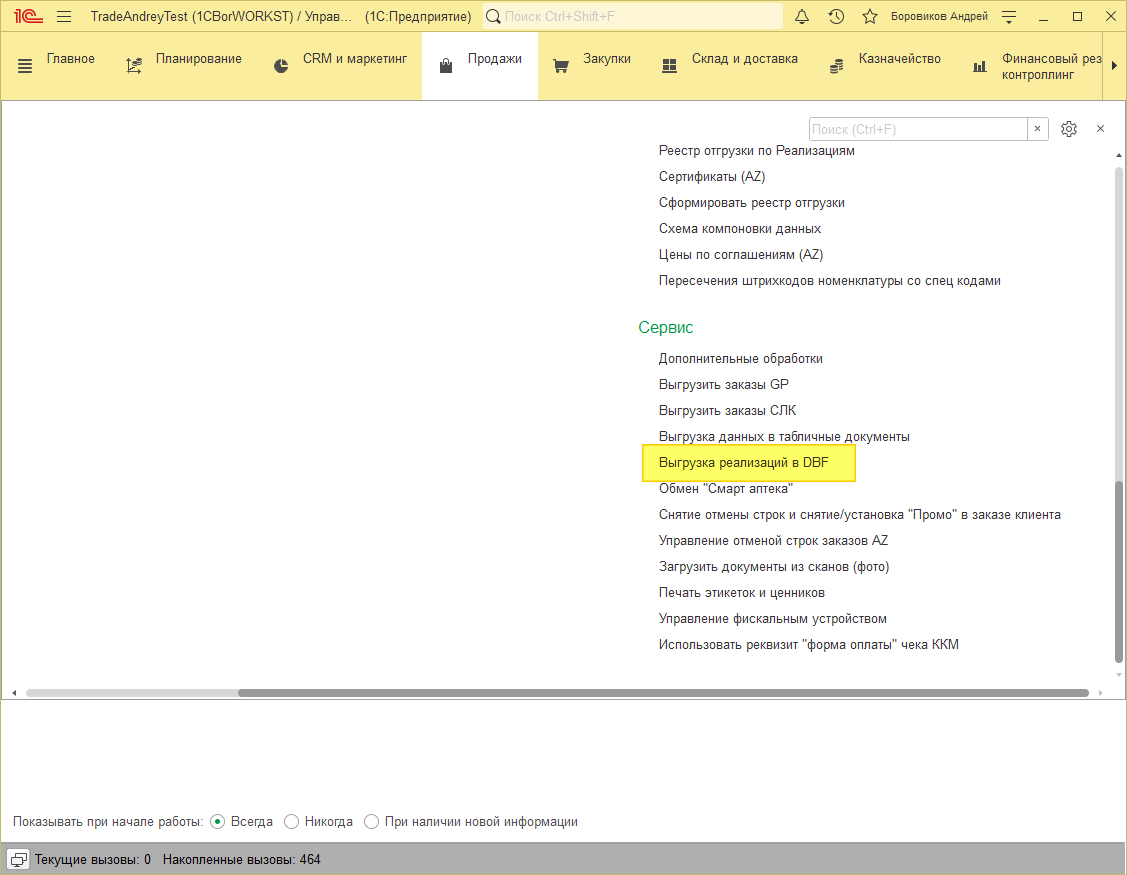 1С TradeAndreyTest (1CBorWORKST) / Управ... (1С:Предприятие) Поиск Ctrl+Shift+F Боровиков Андрей
Главное
Планирование
CRM и маркетинг
Продажи
Закупки
Склад и доставка
Казначейство
Финансовый рез
контроллинг
Поиск (Ctrl+F)
Реестр отгрузки по Реализациям
Сертификаты (AZ)
Сформировать реестр отгрузки
Схема компоновки данных
Цены по соглашениям (AZ)
Пересечения штрихкодов номенклатуры со спец кодами
Сервис
Дополнительные обработки
Выгрузить заказы GP
Выгрузить заказы СЛК
Выгрузка данных в табличные документы
Выгрузка реализаций в DBF
Обмен "Смарт аптека"
Снятие отмены строк и снятие/установка "Промо" в заказе клиента
Управление отменой строк заказов AZ
Загрузить документы из сканов (фото)
Печать этикеток и ценников
Управление фискальным устройством
Использовать реквизит "форма оплаты" чека ККМ
Показывать при начале работы: Всегда Никогда При наличии новой информации
Текущие вызовы: 0 Накопленные вызовы: 464